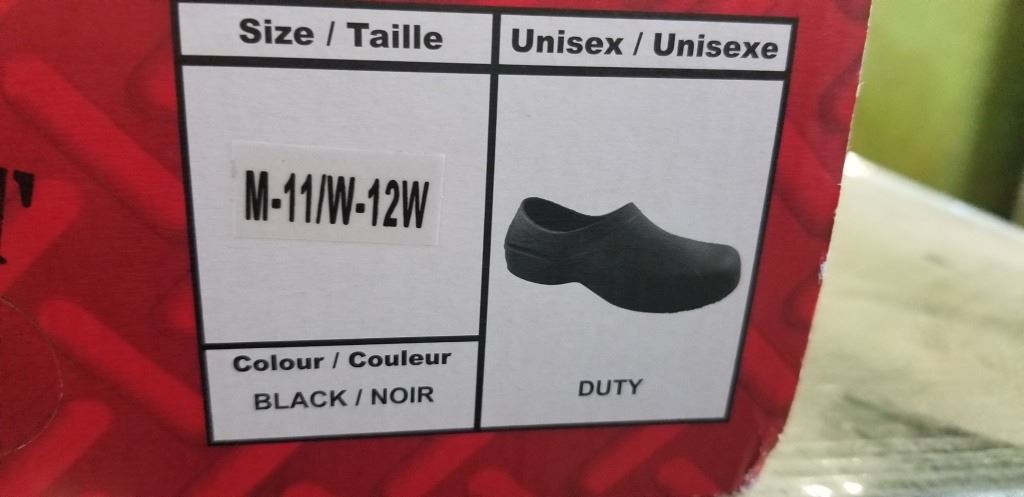 Size / Taille
Unisex / Unisexe
M-11/W-12W
Colour / Couleur
BLACK / NOIR
DUTY